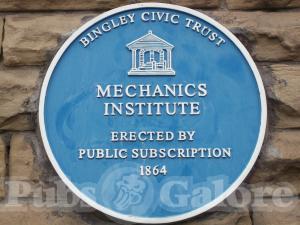 BINGLEY CIVIC TRUST
MECHANICS
INSTITUTE
ERECTED BY
PUBLIC SUBSCRIPTION
1864
Pubs Galore